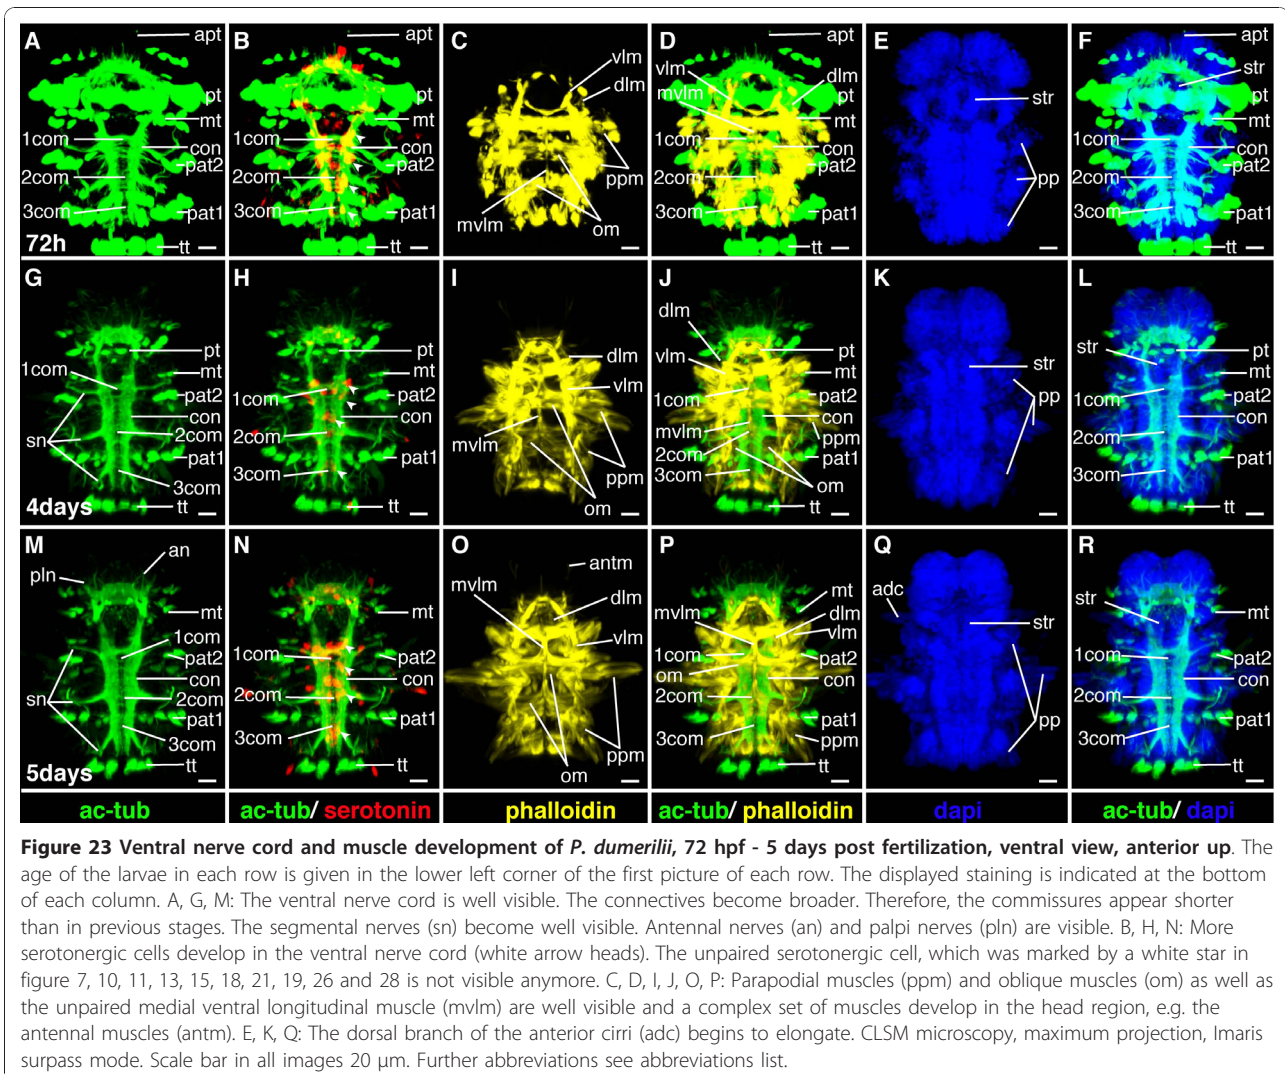 A
apt
pt
mt
1com
con
pat2
2com
3com
pat1
72h
tt
B
apt
pt
mt
1com
con
pat2
2com
3com
pat1
tt
C
vlm
dlm
ppm
mvlm
om
D
vlm
dlm
mvlm
pt
mt
1com
con
pat2
2com
3com
pat1
tt
E
str
pp
F
apt
str
pt
mt
1com
con
pat2
2com
3com
pat1
tt
G
pt
1com
mt
pat2
con
sn
2com
pat1
3com
4days
tt
H
pt
mt
1com
pat2
con
2com
pat1
3com
tt
I
dlm
vlm
mvlm
ppm
om
J
dlm
pt
vlm
mt
1com
pat2
con
mvlm
ppm
2com
pat1
3com
om
tt
K
str
pp
L
str
pt
mt
1com
pat2
con
2com
pat1
3com
tt
M
an
pln
mt
1com
pat2
con
sn
2com
pat1
3com
5days
tt
N
mt
1com
pat2
con
2com
pat1
3com
tt
O
antm
mvlm
dlm
vlm
ppm
om
P
mt
mvlm
dlm
vlm
1com
pat2
om
con
2com
pat1
3com
ppm
tt
Q
adc
str
pp
R
str
mt
1com
pat2
con
2com
pat1
3com
tt
ac-tub
ac-tub/ serotonin
phalloidin
ac-tub/ phalloidin
dapi
ac-tub/ dapi
Figure 23 Ventral nerve cord and muscle development of P. dumerilii, 72 hpf - 5 days post fertilization, ventral view, anterior up. The
age of the larvae in each row is given in the lower left corner of the first picture of each row. The displayed staining is indicated at the bottom
of each column. A, G, M: The ventral nerve cord is well visible. The connectives become broader. Therefore, the commissures appear shorter
than in previous stages. The segmental nerves (sn) become well visible. Antennal nerves (an) and palpi nerves (pln) are visible. B, H, N: More
serotonergic cells develop in the ventral nerve cord (white arrow heads). The unpaired serotonergic cell, which was marked by a white star in
figure 7, 10, 11, 13, 15, 18, 21, 19, 26 and 28 is not visible anymore. C, D, I, J, O, P: Parapodial muscles (ppm) and oblique muscles (om) as well as
the unpaired medial ventral longitudinal muscle (mvlm) are well visible and a complex set of muscles develop in the head region, e.g. the
antennal muscles (antm). E, K, Q: The dorsal branch of the anterior cirri (adc) begins to elongate. CLSM microscopy, maximum projection, Imaris
surpass mode. Scale bar in all images 20 μm. Further abbreviations see abbreviations list.